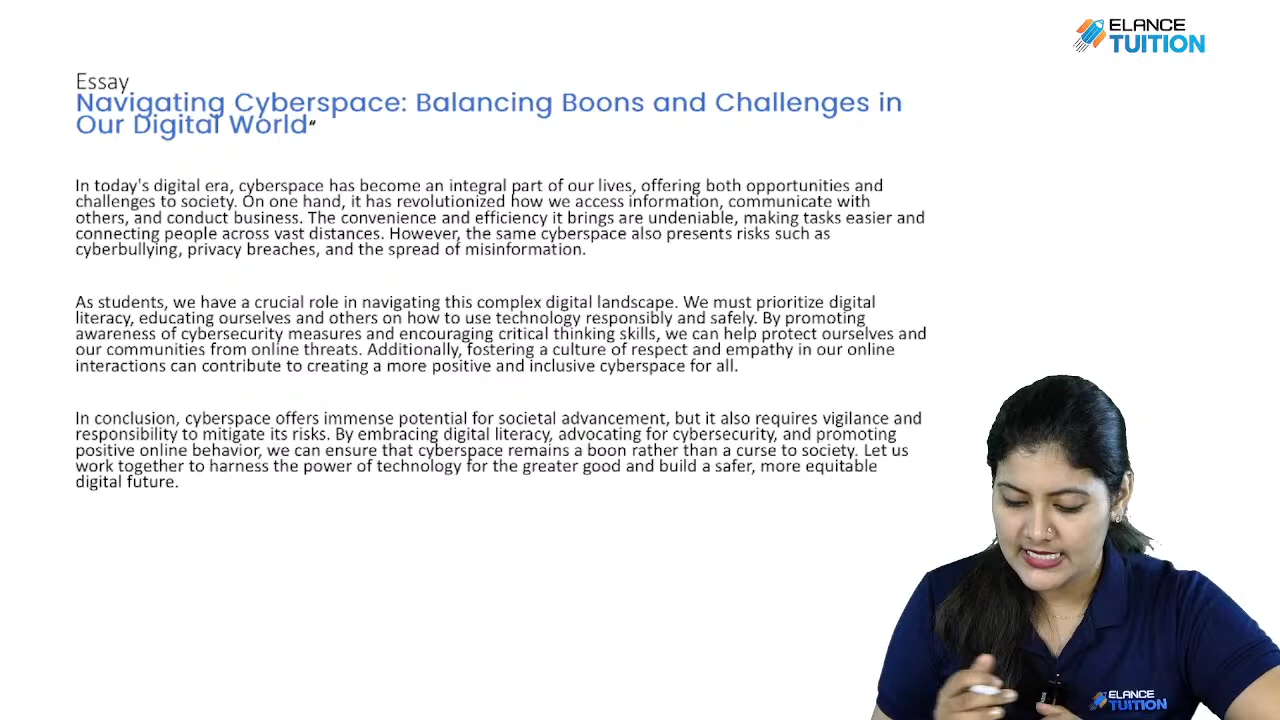 ELANCE
TUITION
Essay
Navigating Cyberspace: Balancing Boons and Challenges in
Our Digital World“
In today's digital era, cyberspace has become an integral part of our lives, offering both opportunities and
challenges to society. On one hand, it has revolutionized how we access information, communicate with
others, and conduct business. The convenience and efficiency it brings are undeniable, making tasks easier and
connecting people across vast distances. However, the same cyberspace also presents risks such as
cyberbullying, privacy breaches, and the spread of misinformation.
As students, we have a crucial role in navigating this complex digital landscape. We must prioritize digital
literacy, educating ourselves and others on how to use technology responsibly and safely. By promoting
awareness of cybersecurity measures and encouraging critical thinking skills, we can help protect ourselves and
our communities from online threats. Additionally, fostering a culture of respect and empathy in our online
interactions can contribute to creating a more positive and inclusive cyberspace for all.
In conclusion, cyberspace offers immense potential for societal advancement, but it also requires vigilance and
responsibility to mitigate its risks. By embracing digital literacy, advocating for cybersecurity, and promoting
positive online behavior, we can ensure that cyberspace remains a boon rather than a curse to society. Let us
work together to harness the power of technology for the greater good and build a safer, more equitable
digital future.
ELANCE
TUITION